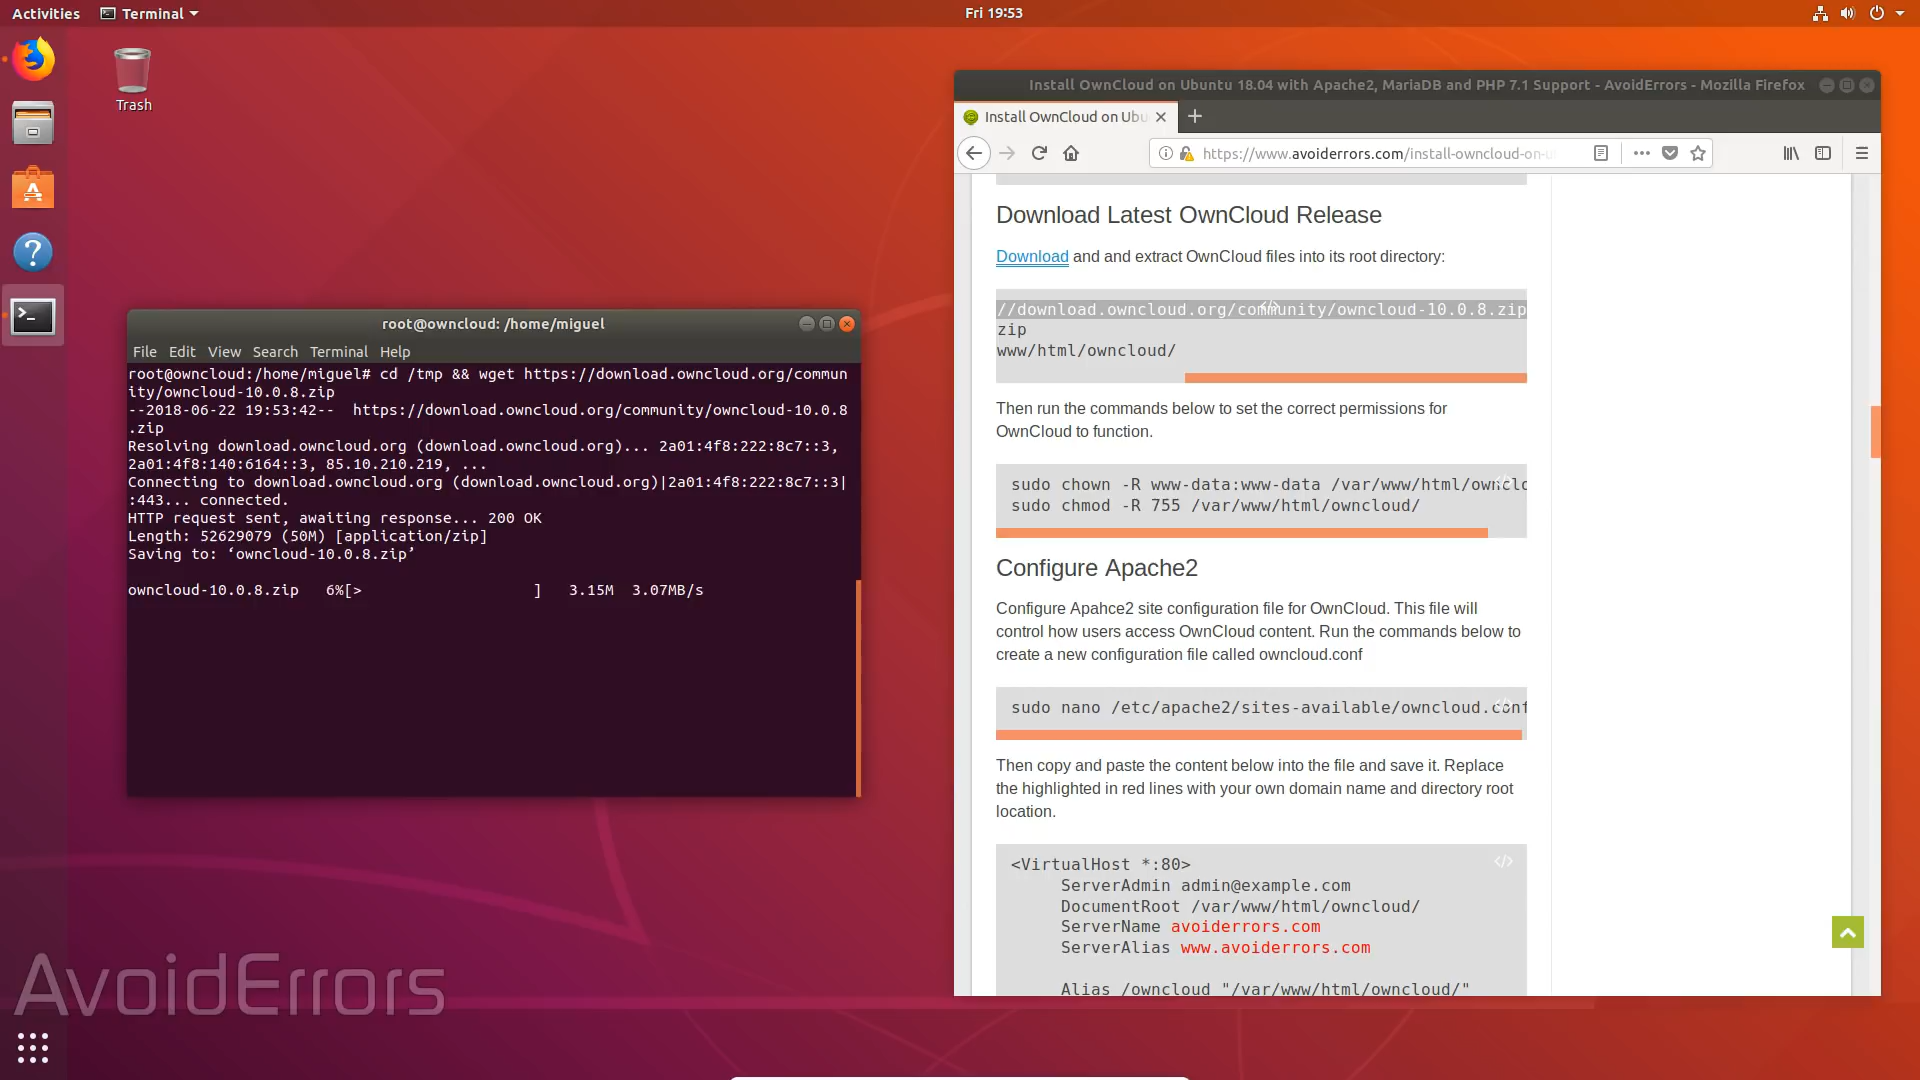 Activities
Terminal
Fri 19:53
Trash
root@owncloud: /home/miguel
File Edit View Search Terminal Help
root@owncloud:/home/miguel# cd /tmp && wget https://download.owncloud.org/commun
ity/owncloud-10.0.8.zip
--2018-06-22 19:53:42-- https://download.owncloud.org/community/owncloud-10.0.8
.zip
Resolving download.owncloud.org (download.owncloud.org)... 2a01:4f8:222:8c7::3,
2a01:4f8:140:6164::3, 85.10.210.219, ...
Connecting to download.owncloud.org (download.owncloud.org)|2a01:4f8:222:8c7::3|
:443... connected.
HTTP request sent, awaiting response... 200 OK
Length: 52629079 (50M) [application/zip]
Saving to: ‘owncloud-10.0.8.zip’
owncloud-10.0.8.zip 6%[> ] 3.15M 3.07MB/s
Install OwnCloud on Ubuntu 18.04 with Apache2, MariaDB and PHP 7.1 Support - AvoidErrors - Mozilla Firefox
Install OwnCloud on Ubu
https://www.avoiderrors.com/install-owncloud-on-u
Download Latest OwnCloud Release
Download and and extract OwnCloud files into its root directory:
//download.owncloud.org/community/owncloud-10.0.8.zip
zip
www/html/owncloud/
Then run the commands below to set the correct permissions for
OwnCloud to function.
sudo chown -R www-data:www-data /var/www/html/ownclo
sudo chmod -R 755 /var/www/html/owncloud/
Configure Apache2
Configure Apahce2 site configuration file for OwnCloud. This file will
control how users access OwnCloud content. Run the commands below to
create a new configuration file called owncloud.conf
sudo nano /etc/apache2/sites-available/owncloud.conf
Then copy and paste the content below into the file and save it. Replace
the highlighted in red lines with your own domain name and directory root
location.
<VirtualHost *:80>
ServerAdmin admin@example.com
DocumentRoot /var/www/html/owncloud/
ServerName avoiderrors.com
ServerAlias www.avoiderrors.com
Alias /owncloud "/var/www/html/owncloud/"
AvoidErrors